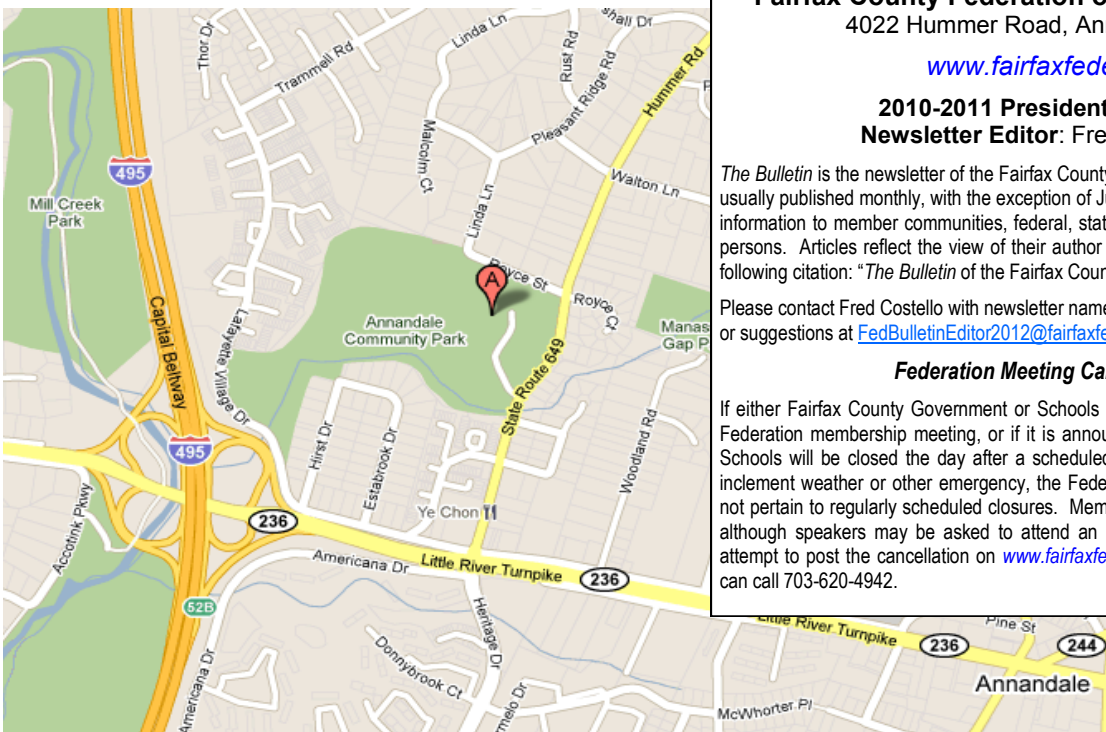 Thor Dr
Trammell Rd
Linda Ln
Rust Rd
Pleasant Ridge Rd
Hummer Rd
Malcolm Ct
Walton Ln
495
Mill Creek
Park
Linda Ln
A
Royce St
Royce Ct
Annandale
Community Park
Capital Beltway
Lafayette Village Dr
State Route 649
Woodland Rd
495
Hirst Dr
Estabrook Dr
Ye Chon
Accotink Pkwy
236
Americana Dr
Little River Turnpike
236
52B
Heritage Dr
Donnybrook Ct
Americana Dr
McWhorter Pl
Little River Turnpike
236
Pine St
244
Annandale
4022 Hummer Road, An
www.fairfaxfede
2010-2011 President
Newsletter Editor: Fre
The Bulletin is the newsletter of the Fairfax County
usually published monthly, with the exception of J
information to member communities, federal, stat
persons. Articles reflect the view of their author
following citation: “The Bulletin of the Fairfax Coun
Please contact Fred Costello with newsletter name
or suggestions at FedBulletinEditor2012@fairfaxfe
Federation Meeting Ca
If either Fairfax County Government or Schools
Federation membership meeting, or if it is annou
Schools will be closed the day after a scheduled
inclement weather or other emergency, the Fede
not pertain to regularly scheduled closures. Mem
although speakers may be asked to attend an
attempt to post the cancellation on www.fairfaxfe
can call 703-620-4942.